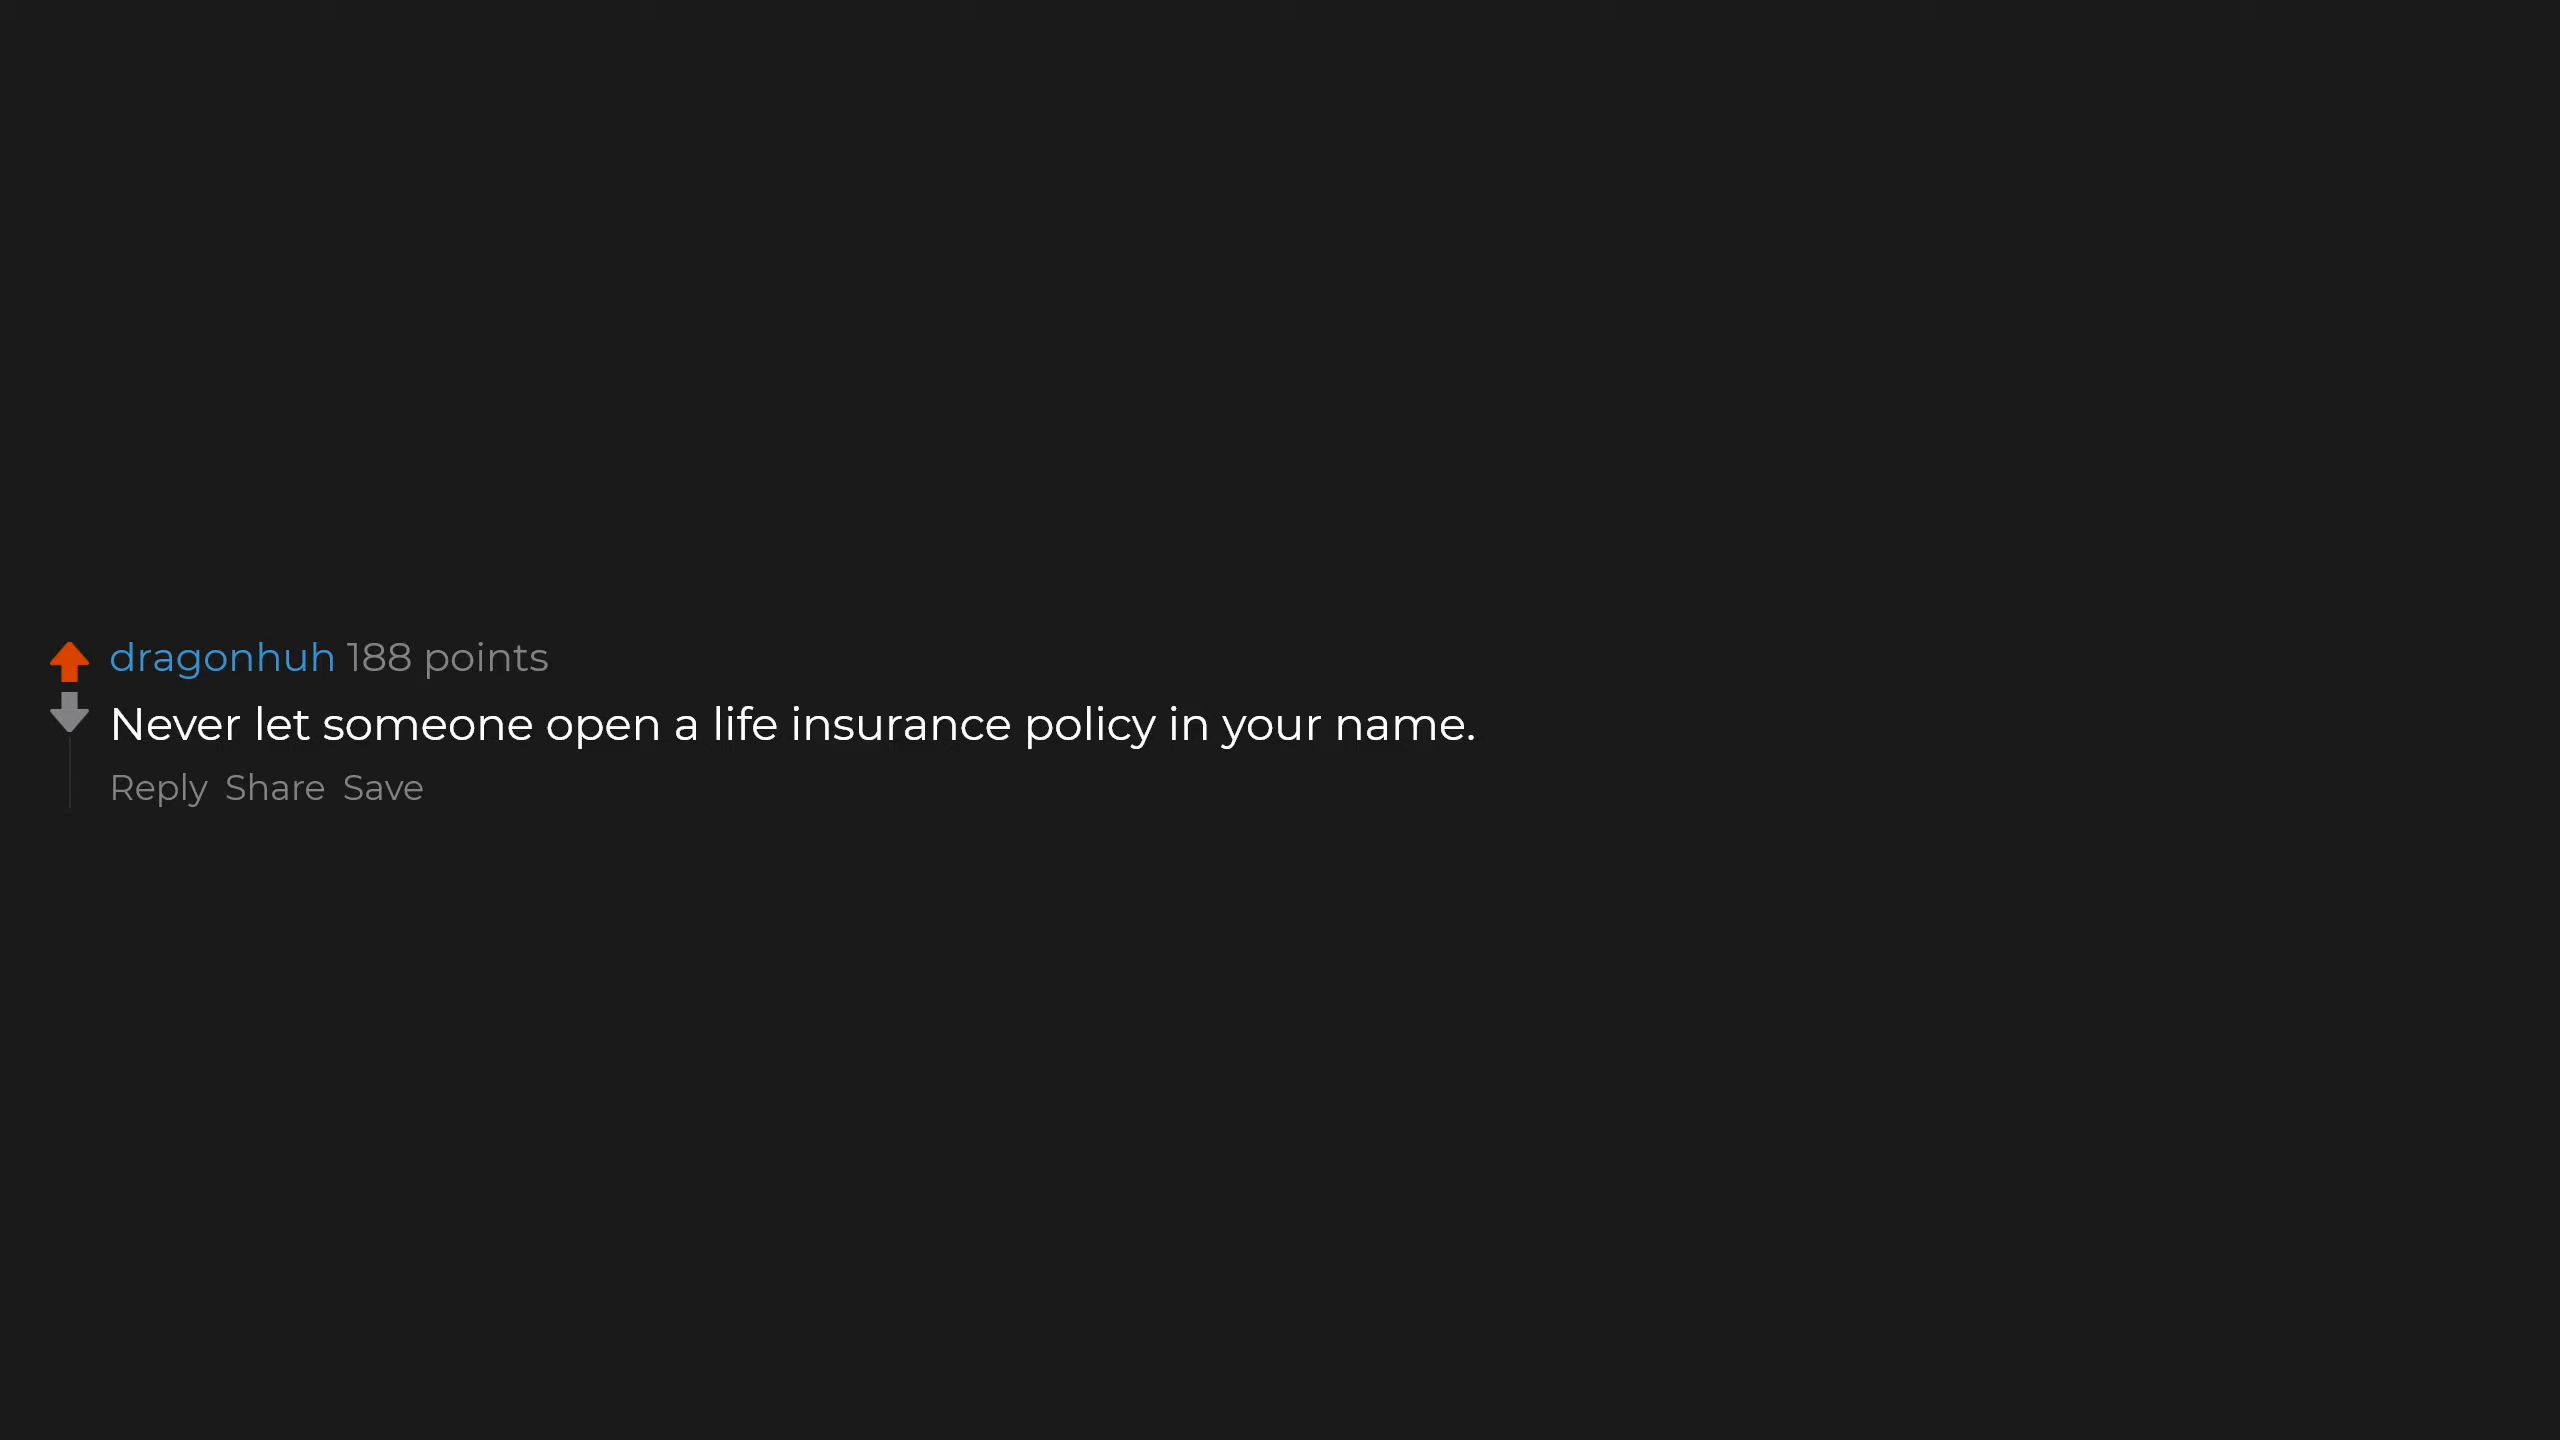 dragonhuh 188 points
Never let someone open a life insurance policy in your name.
Reply Share Save